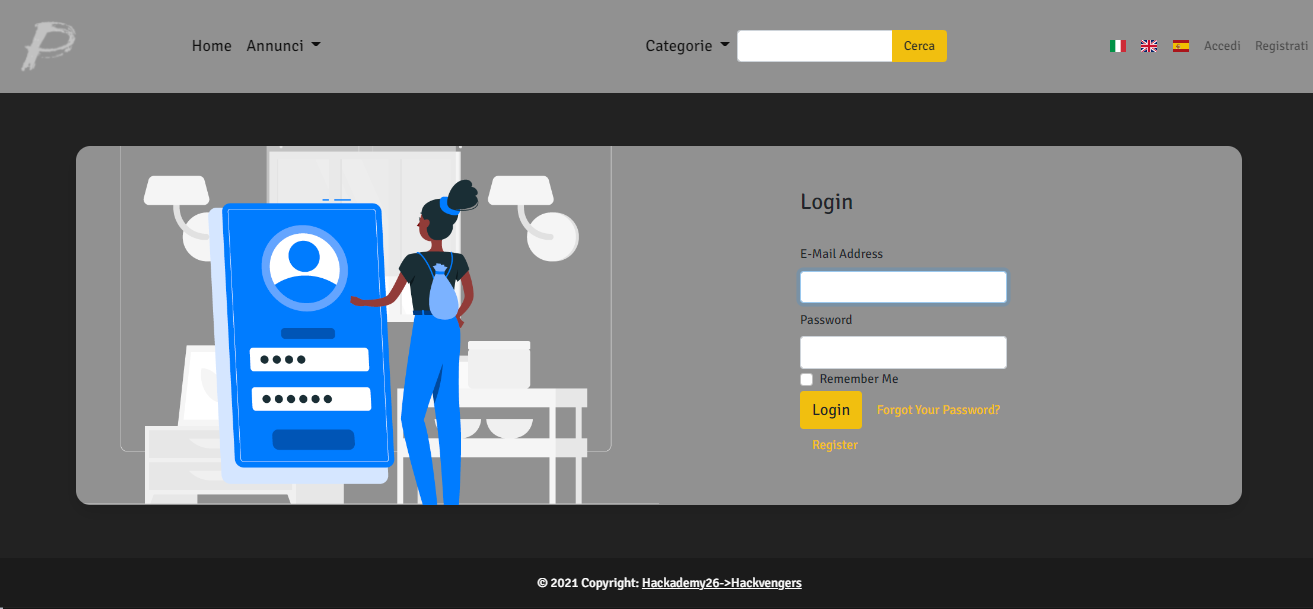 P
Home Annunci Categorie Cerca Accedi Registrati
Login
E-Mail Address
Password
Remember Me
Login Forgot Your Password?
Register
© 2021 Copyright: Hackademy26->Hackvengers